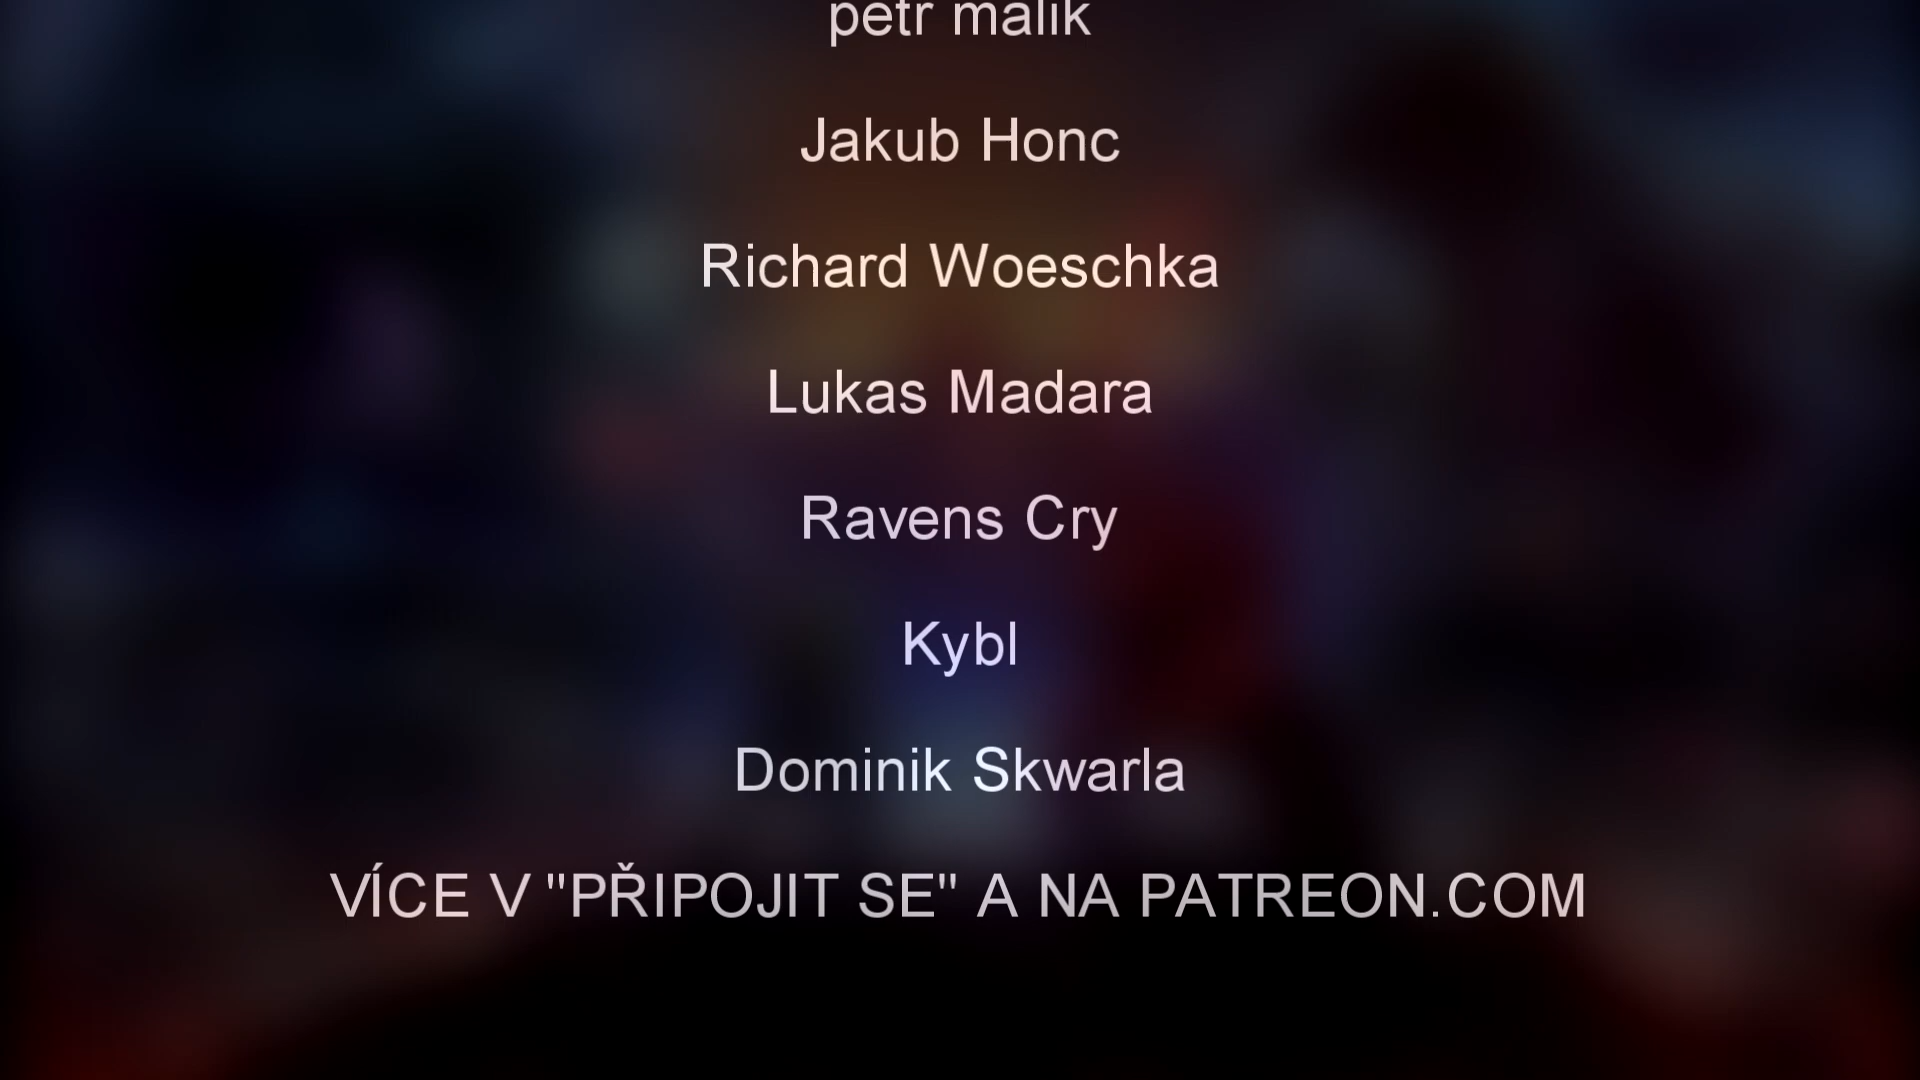 petr malik
Jakub Honc
Richard Woeschka
Lukas Madara
Ravens Cry
Kybl
Dominik Skwarla
VÍCE V "PŘIPOJIT SE" A NA PATREON.COM